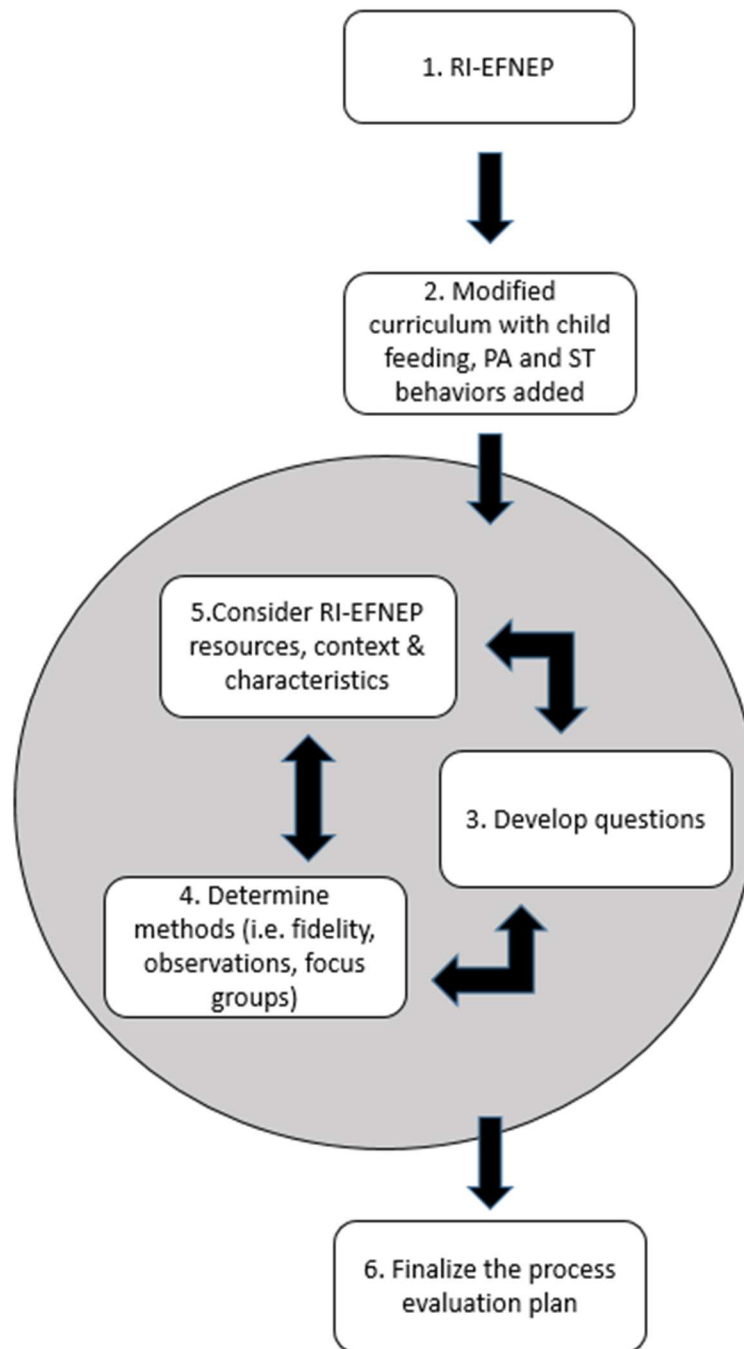 1. RI-EFNEP
2. Modified
curriculum with child
feeding, PA and ST
behaviors added
5.Consider RI-EFNEP
resources, context &
characteristics
3. Develop questions
4. Determine
methods (i.e. fidelity,
observations, focus
groups)
6. Finalize the process
evaluation plan